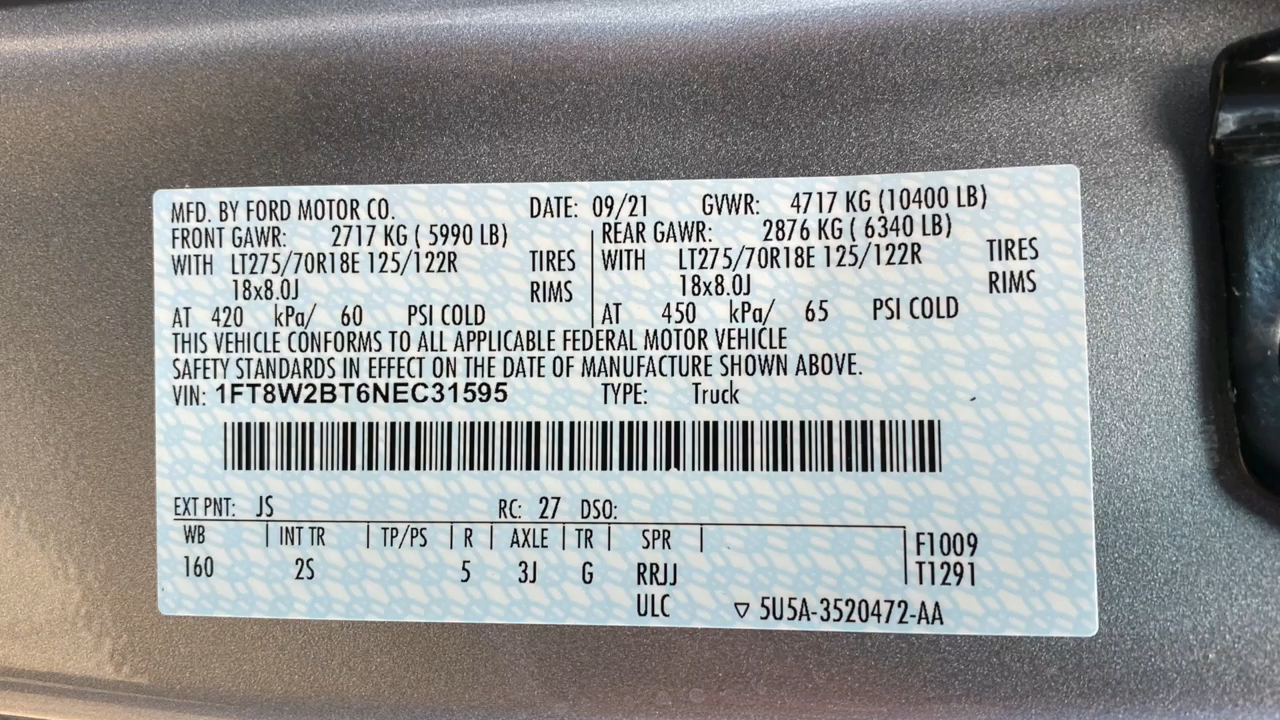 MFD. BY FORD MOTOR CO. DATE: 09/21 GVWR: 4717 KG (10400 LB)
FRONT GAWR: 2717 KG ( 5990 LB) REAR GAWR: 2876 KG ( 6340 LB)
WITH LT275/70R18E 125/122R TIRES WITH LT275/70R18E 125/122R TIRES
18x8.0J RIMS 18x8.0J RIMS
AT 420 kPa/ 60 PSI COLD AT 450 kPa/ 65 PSI COLD
THIS VEHICLE CONFORMS TO ALL APPLICABLE FEDERAL MOTOR VEHICLE
SAFETY STANDARDS IN EFFECT ON THE DATE OF MANUFACTURE SHOWN ABOVE.
VIN: 1FT8W2BT6NEC31595 TYPE: Truck
EXT PNT: JS RC: 27 DSO:
WB INT TR TP/PS R AXLE TR SPR F1009
160 2S 5 3J G RRJJ T1291
ULC ▽ 5U5A-3520472-AA